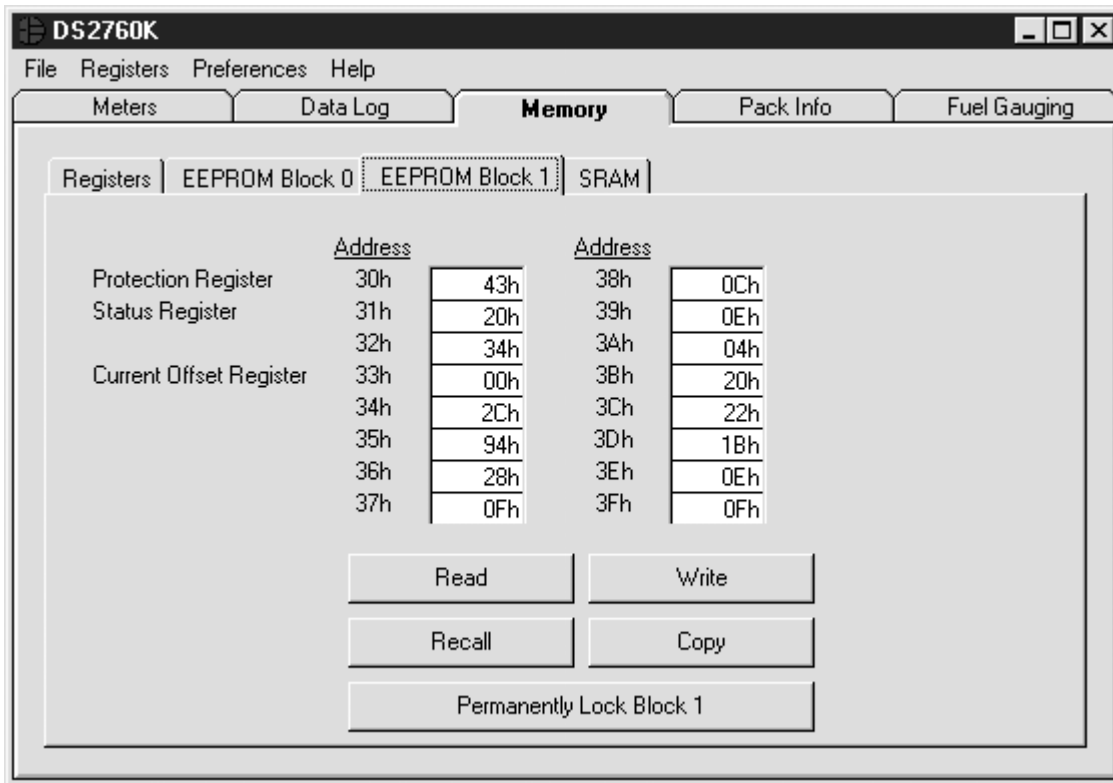 DS2760K
File Registers Preferences Help
Meters Data Log Memory Pack Info Fuel Gauging
Registers EEPROM Block 0 EEPROM Block 1 SRAM
Address Address
Protection Register 30h 43h 38h 0Ch
Status Register 31h 20h 39h 0Eh
32h 34h 3Ah 04h
Current Offset Register 33h 00h 3Bh 20h
34h 2Ch 3Ch 22h
35h 94h 3Dh 1Bh
36h 28h 3Eh 0Eh
37h 0Fh 3Fh 0Fh
Read Write
Recall Copy
Permanently Lock Block 1